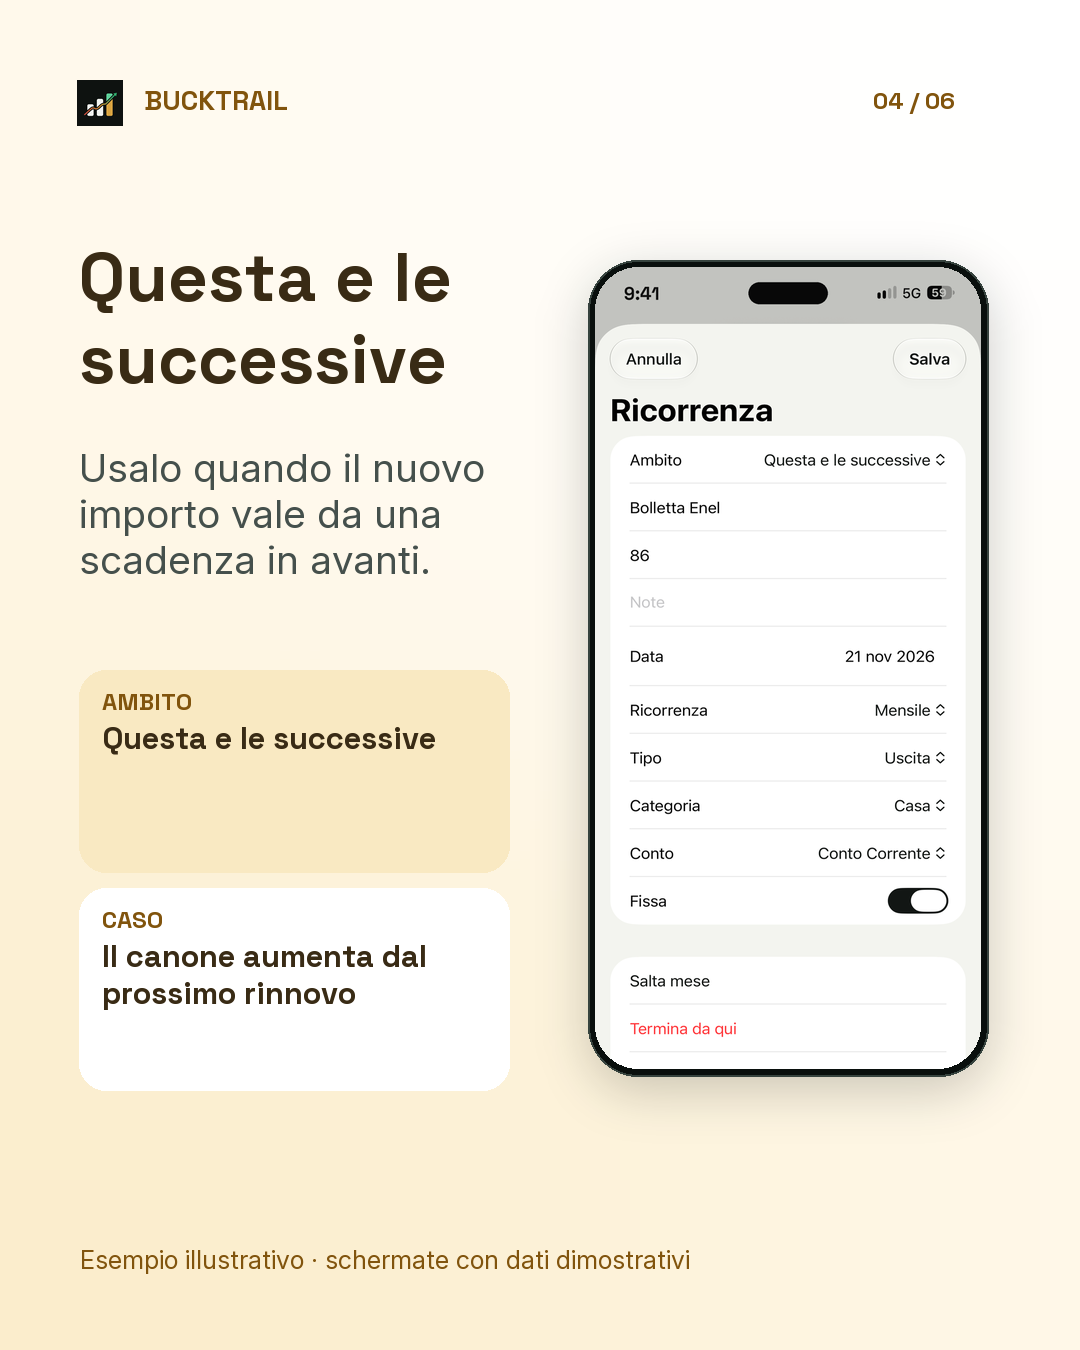 BUCKTRAIL
04 / 06
Questa e le
successive
Usalo quando il nuovo
importo vale da una
scadenza in avanti.
AMBITO
Questa e le successive
CASO
Il canone aumenta dal
prossimo rinnovo
9:41
5G 59
Annulla
Salva
Ricorrenza
Ambito Questa e le successive
Bolletta Enel
86
Note
Data 21 nov 2026
Ricorrenza Mensile
Tipo Uscita
Categoria Casa
Conto Conto Corrente
Fissa
Salta mese
Termina da qui
Esempio illustrativo · schermate con dati dimostrativi